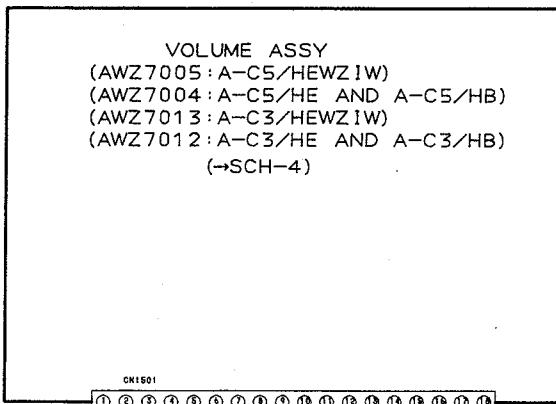 VOLUME ASSY
(AWZ7005:A-C5/HEWZIW)
(AWZ7004:A-C5/HE AND A-C5/HB)
(AWZ7013:A-C3/HEWZIW)
(AWZ7012:A-C3/HE AND A-C3/HB)
(→SCH-4)
CN1501
① ② ③ ④ ⑤ ⑥ ⑦ ⑧ ⑨ ⑩ ⑪ ⑫ ⑬ ⑭ ⑮ ⑯ ⑰ ⑱